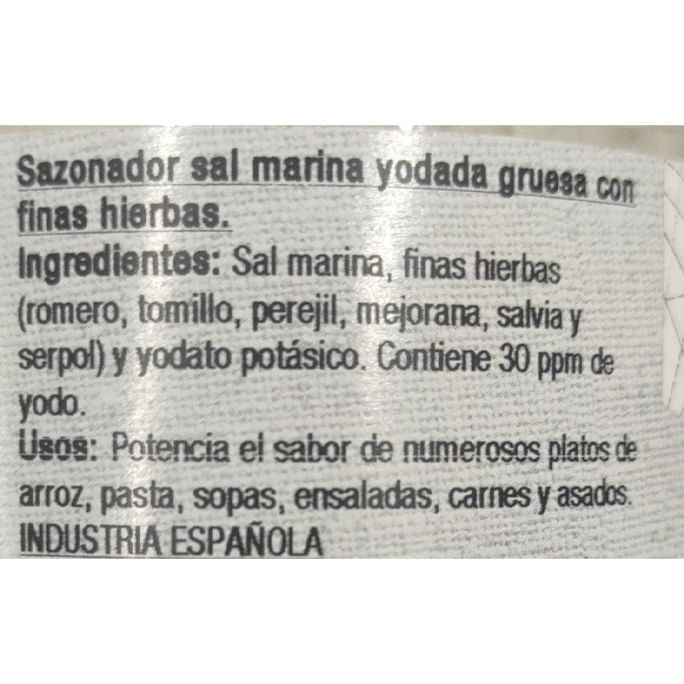 Sazonador sal marina yodada gruesa con
finas hierbas.
Ingredientes: Sal marina, finas hierbas
(romero, tomillo, perejil, mejorana, salvia y
serpol) y yodato potásico. Contiene 30 ppm de
yodo.
Usos: Potencia el sabor de numerosos platos de
arroz, pasta, sopas, ensaladas, carnes y asados.
INDUSTRIA ESPAÑOLA